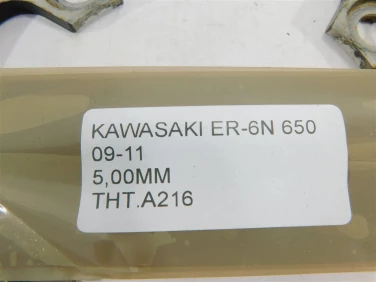 KAWASAKI ER-6N 650
09-11
5,00MM
THT.A216